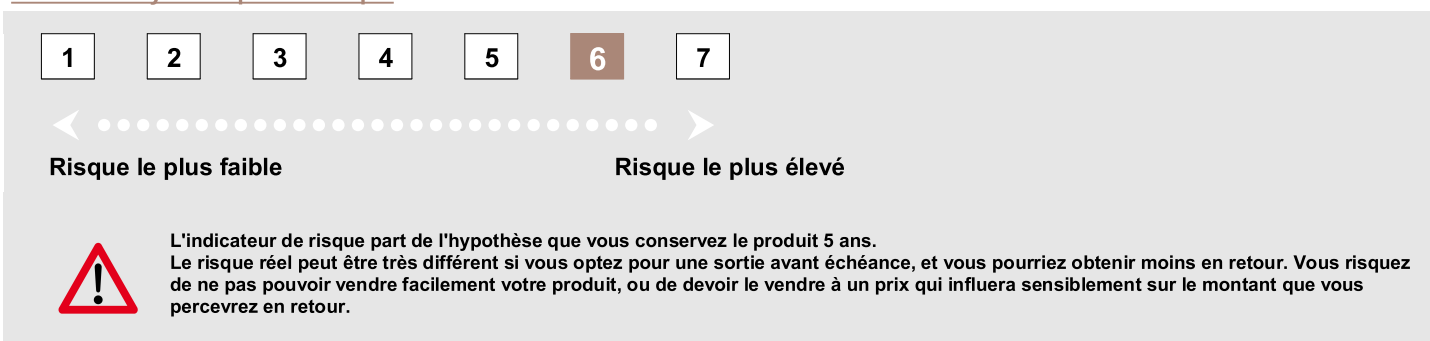 1 2 3 4 5 6 7
Risque le plus faible Risque le plus élevé
L'indicateur de risque part de l'hypothèse que vous conservez le produit 5 ans.
Le risque réel peut être très différent si vous optez pour une sortie avant échéance, et vous pourriez obtenir moins en retour. Vous risquez
de ne pas pouvoir vendre facilement votre produit, ou de devoir le vendre à un prix qui influera sensiblement sur le montant que vous
percevrez en retour.